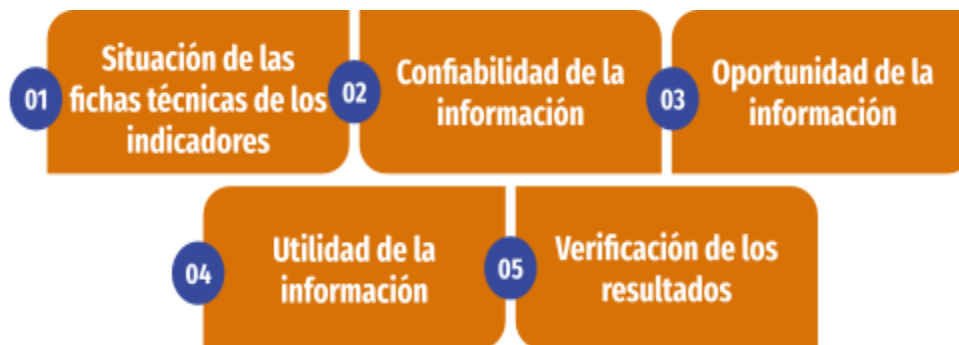 01
Situación de las
fichas técnicas de los
indicadores
02
Confiabilidad de la
información
03
Oportunidad de la
información
04
Utilidad de la
información
05
Verificación de los
resultados